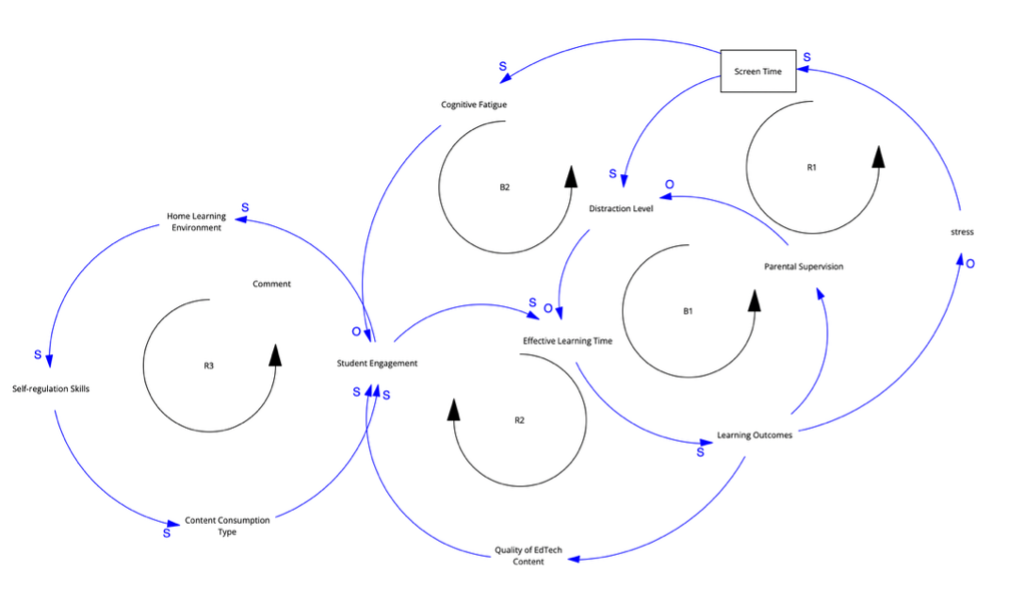 S
Screen Time
S
Cognitive Fatigue
R1
S
O
B2
Distraction Level
S
Home Learning
Environment
stress
Parental Supervision
O
Comment
S
O
B1
O
Effective Learning Time
S
R3
Student Engagement
Self-regulation Skills
S
S
R2
Learning Outcomes
S
Content Consumption
Type
S
Quality of EdTech
Content